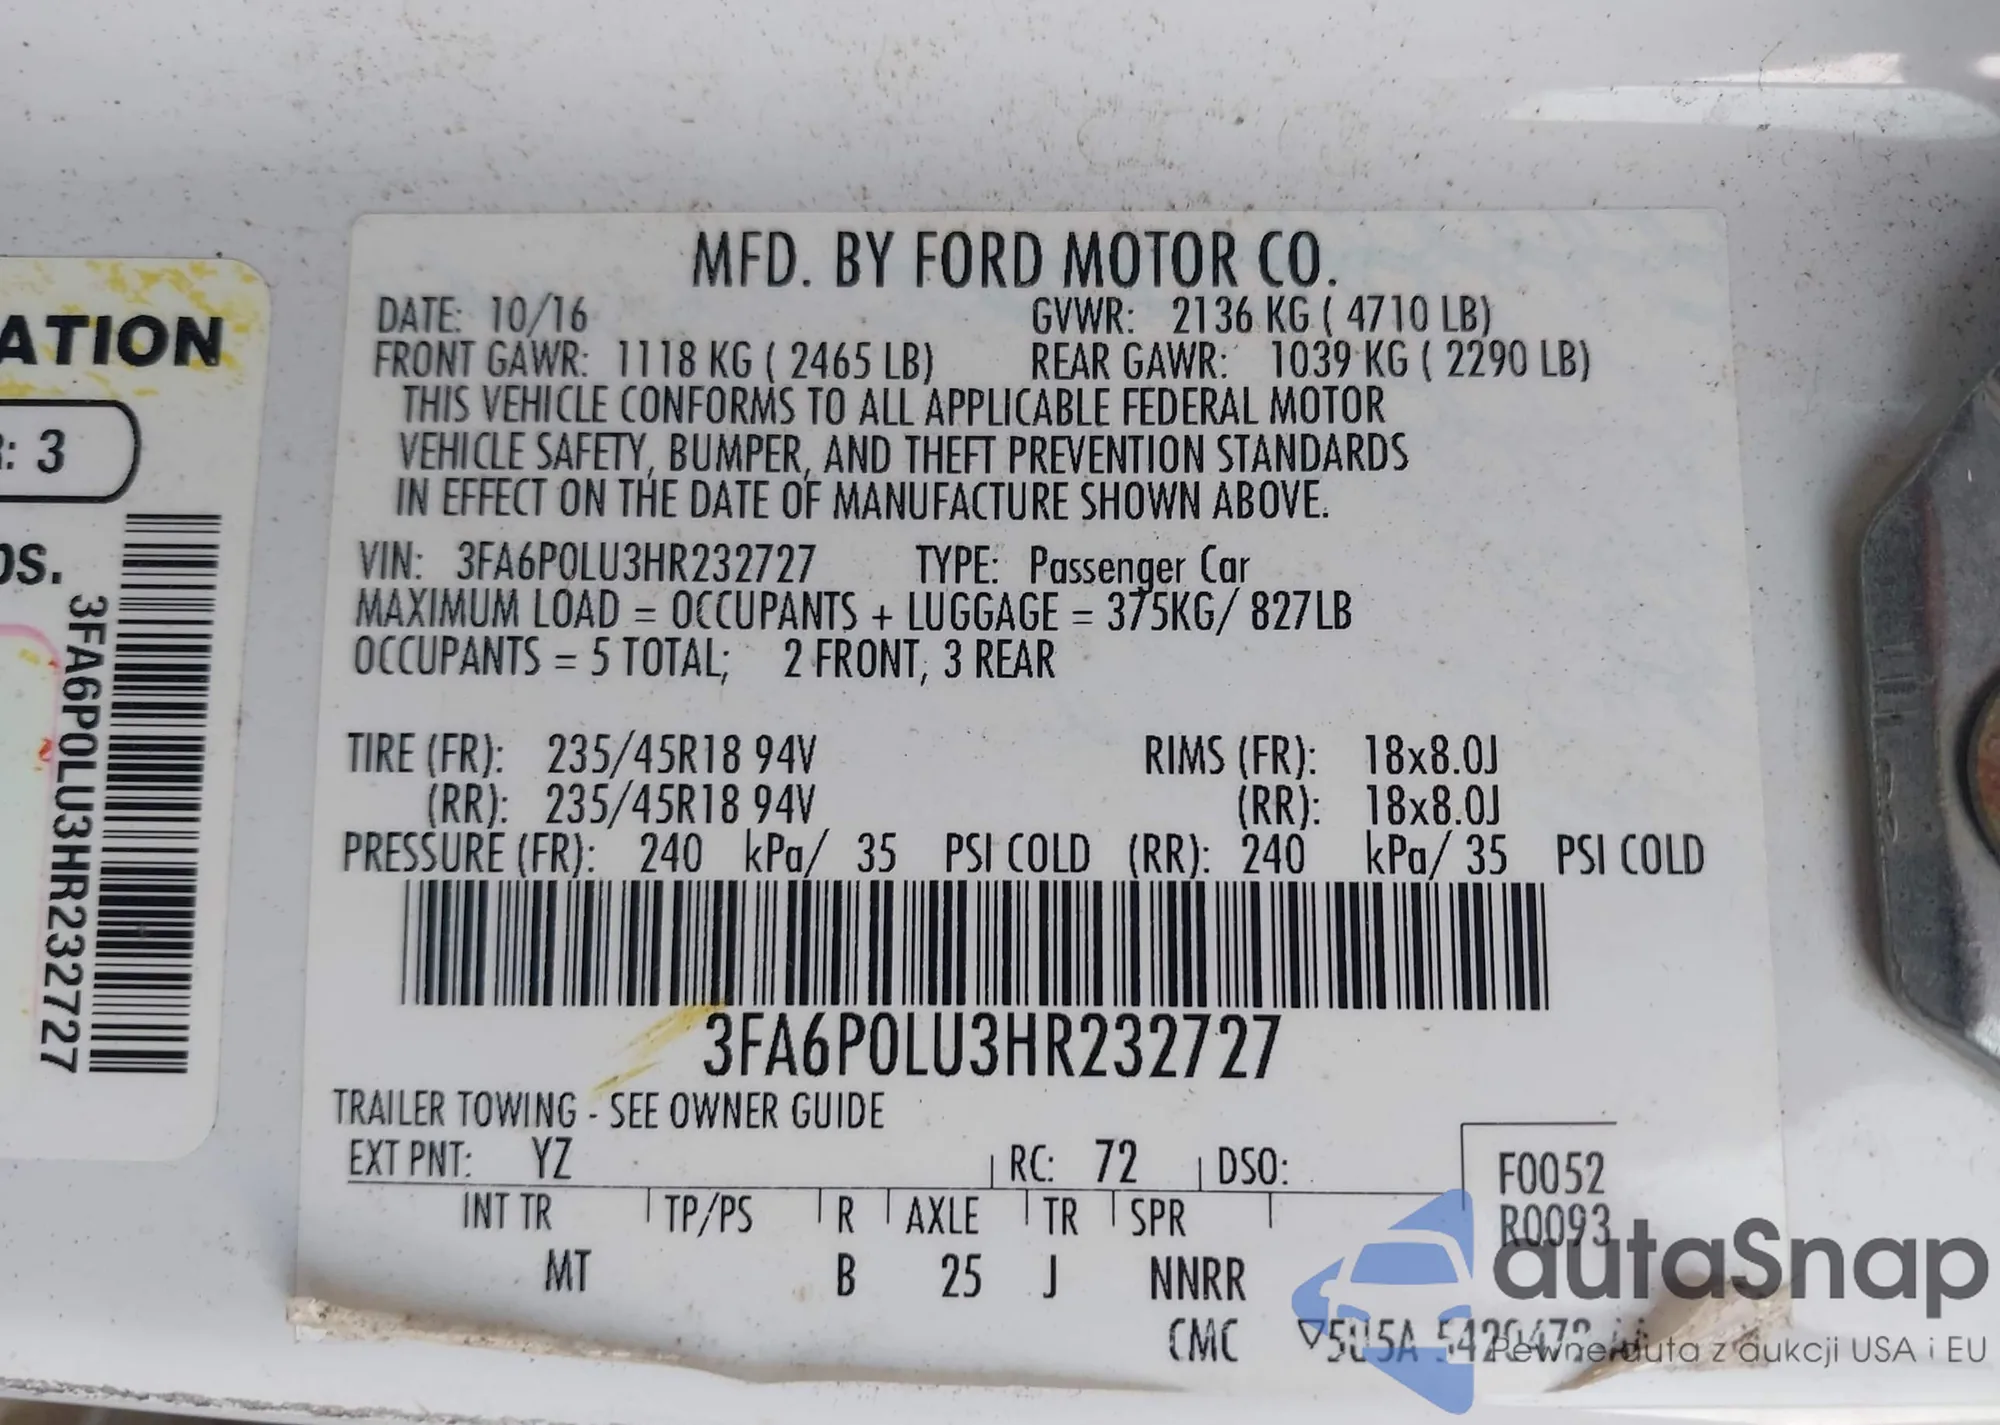 MFD. BY FORD MOTOR CO.
DATE: 10/16 GVWR: 2136 KG ( 4710 LB)
FRONT GAWR: 1118 KG ( 2465 LB) REAR GAWR: 1039 KG ( 2290 LB)
THIS VEHICLE CONFORMS TO ALL APPLICABLE FEDERAL MOTOR
VEHICLE SAFETY, BUMPER, AND THEFT PREVENTION STANDARDS
IN EFFECT ON THE DATE OF MANUFACTURE SHOWN ABOVE.
VIN: 3FA6P0LU3HR232727 TYPE: Passenger Car
MAXIMUM LOAD = OCCUPANTS + LUGGAGE = 375KG/ 827LB
OCCUPANTS = 5 TOTAL; 2 FRONT, 3 REAR
TIRE (FR): 235/45R18 94V RIMS (FR): 18x8.0J
(RR): 235/45R18 94V (RR): 18x8.0J
PRESSURE (FR): 240 kPa/ 35 PSI COLD (RR): 240 kPa/ 35 PSI COLD
3FA6P0LU3HR232727
TRAILER TOWING - SEE OWNER GUIDE
EXT PNT: YZ RC: 72 DSO:
F0052
R0093
INT TR TP/PS R AXLE TR SPR
MT B 25 J NNRR
CMC 5U5A
ATION
: 3
3FA6P0LU3HR232727
autaSnap
Pewne auta z aukcji USA i EU